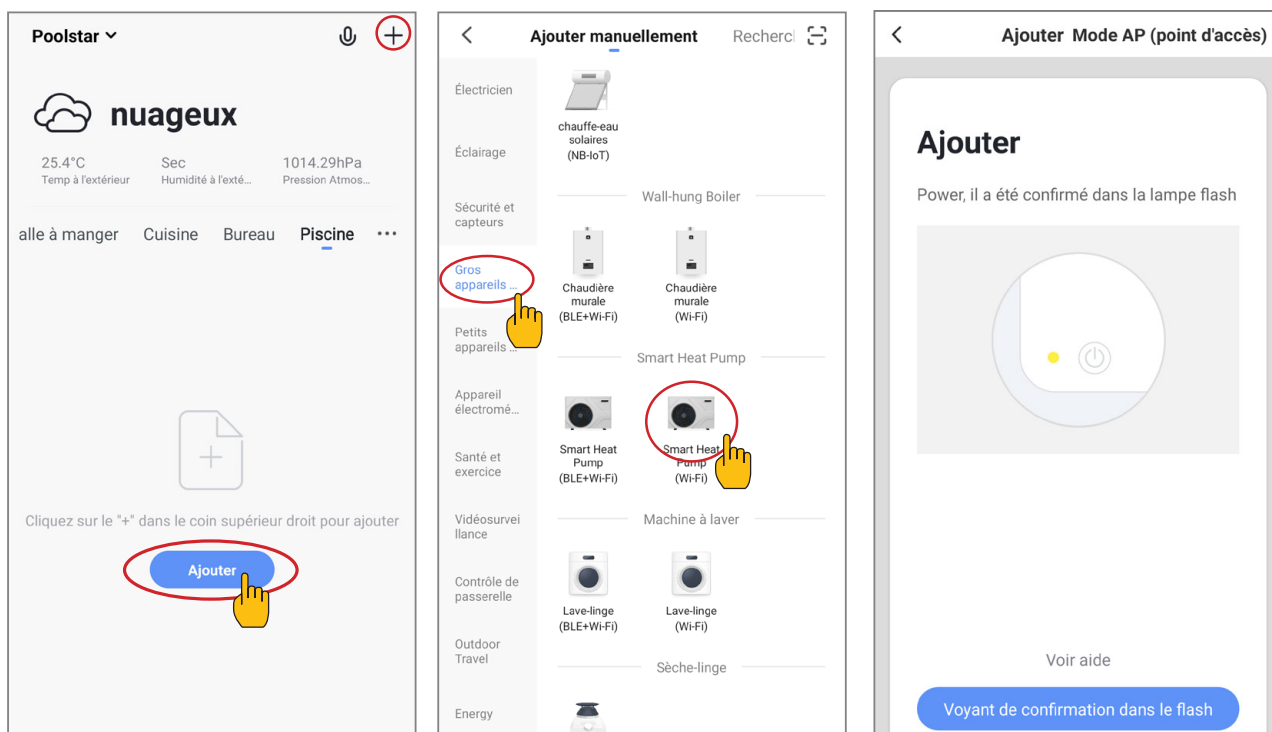 Poolstar
nuageux
25.4°C Sec 1014.29hPa
Temp à l'extérieur Humidité à l'exté... Pression Atmos...
alle à manger Cuisine Bureau Piscine ...
Cliquez sur le "+" dans le coin supérieur droit pour ajouter
Ajouter
Ajouter manuellement Rechercl
Électricien
Éclairage
Sécurité et
capteurs
Gros
appareils ...
Petits
appareils ...
Appareil
électromé...
Santé et
exercice
Vidéosurvei
llance
Contrôle de
passerelle
Outdoor
Travel
Energy
chauffe-eau
solaires
(NB-IoT)
Wall-hung Boiler
Chaudière
murale
(BLE+Wi-Fi)
Chaudière
murale
(Wi-Fi)
Smart Heat Pump
Smart Heat
Pump
(BLE+Wi-Fi)
Smart Heat
Pump
(Wi-Fi)
Machine à laver
Lave-linge
(BLE+Wi-Fi)
Lave-linge
(Wi-Fi)
Sèche-linge
Ajouter Mode AP (point d'accès)
Ajouter
Power, il a été confirmé dans la lampe flash
Voir aide
Voyant de confirmation dans le flash